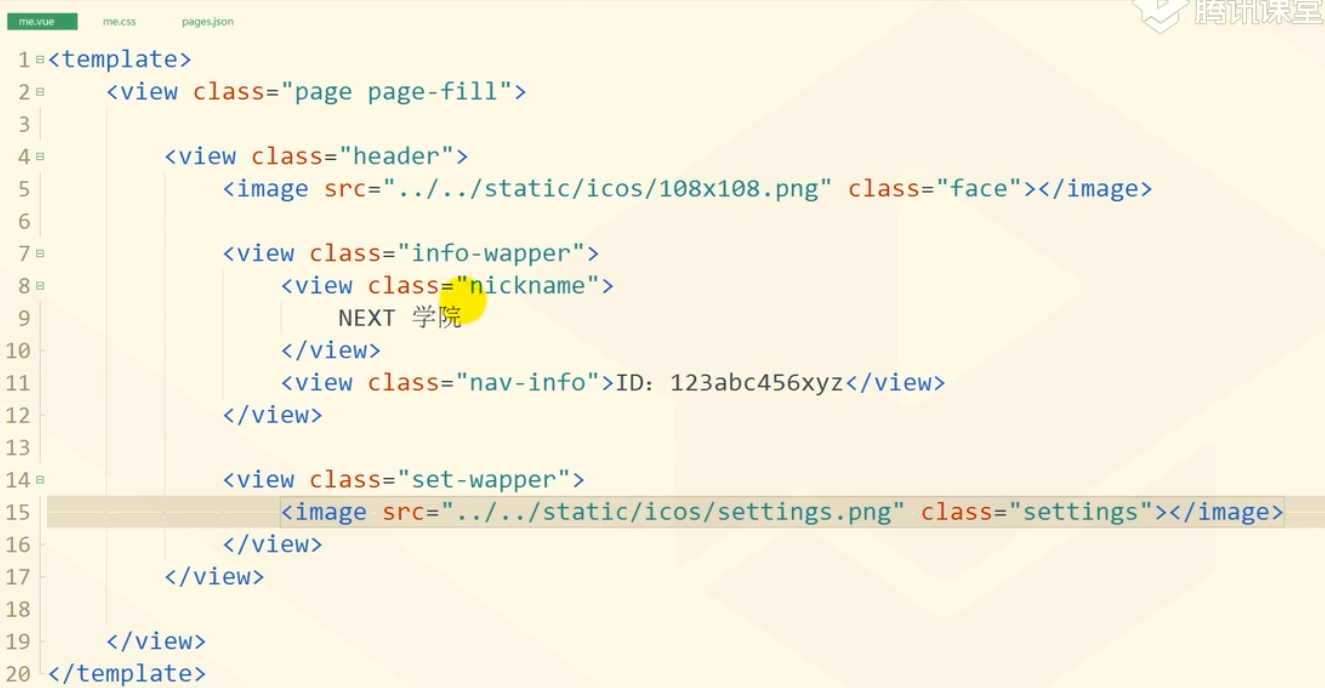 me.vue me.css pages.json
腾讯课堂
1 <template>
2 <view class="page page-fill">
3
4 <view class="header">
5 <image src="../../static/icos/108x108.png" class="face"></image>
6
7 <view class="info-wapper">
8 <view class="nickname">
9 NEXT 学院
10 </view>
11 <view class="nav-info">ID：123abc456xyz</view>
12 </view>
13
14 <view class="set-wapper">
15 <image src="../../static/icos/settings.png" class="settings"></image>
16 </view>
17 </view>
18
19 </view>
20 </template>